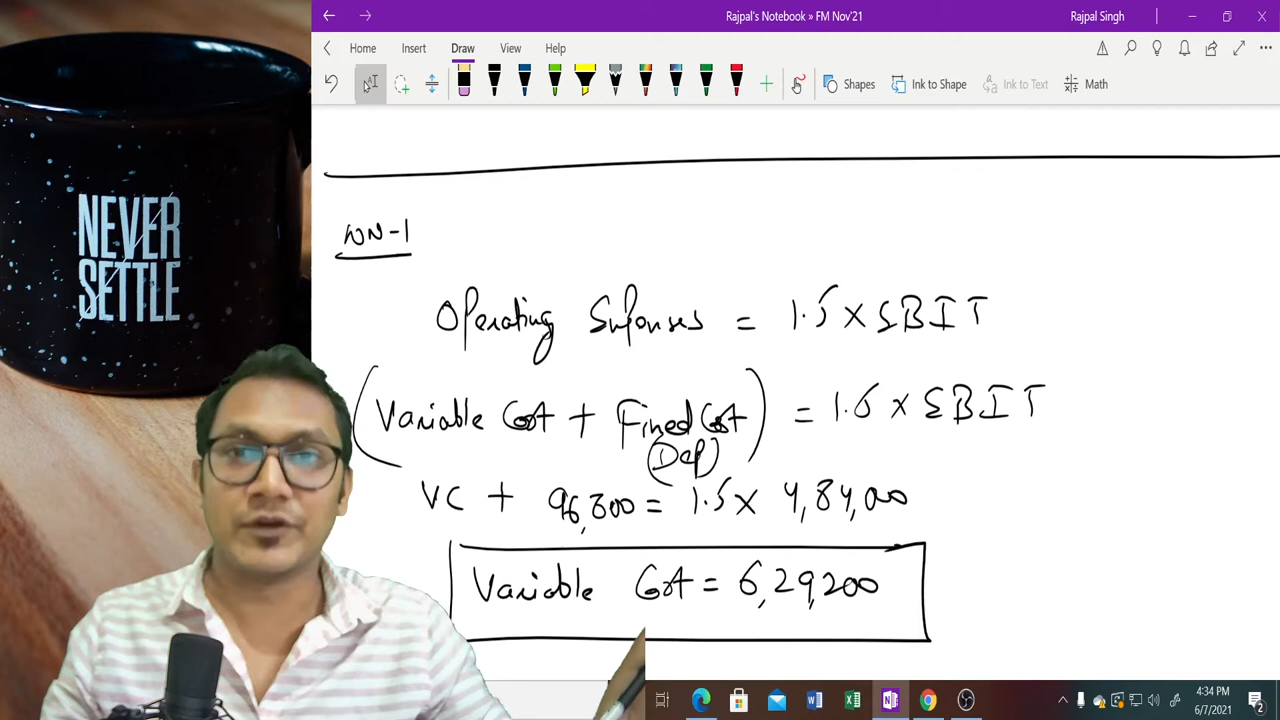 Rajpal's Notebook » FM Nov'21
Rajpal Singh
Home Insert Draw View Help
Shapes Ink to Shape Ink to Text Math
NEVER
SETTLE
WN-1
Operating Expenses = 1.5 x EBIT
(Variable Cost + Fixed Cost) = 1.5 x EBIT
(Dep)
VC + 96,800 = 1.5 x 4,84,000
Variable Cost = 6,29,200
4:34 PM
6/7/2021
2